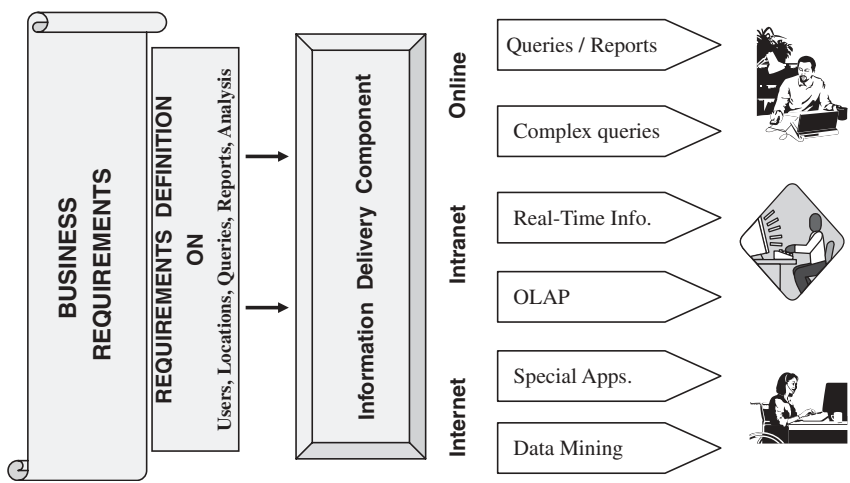 BUSINESS
REQUIREMENTS
REQUIREMENTS DEFINITION
ON
Users, Locations, Queries, Reports, Analysis
Information Delivery Component
Online
Queries / Reports
Complex queries
Intranet
Real-Time Info.
OLAP
Internet
Special Apps.
Data Mining